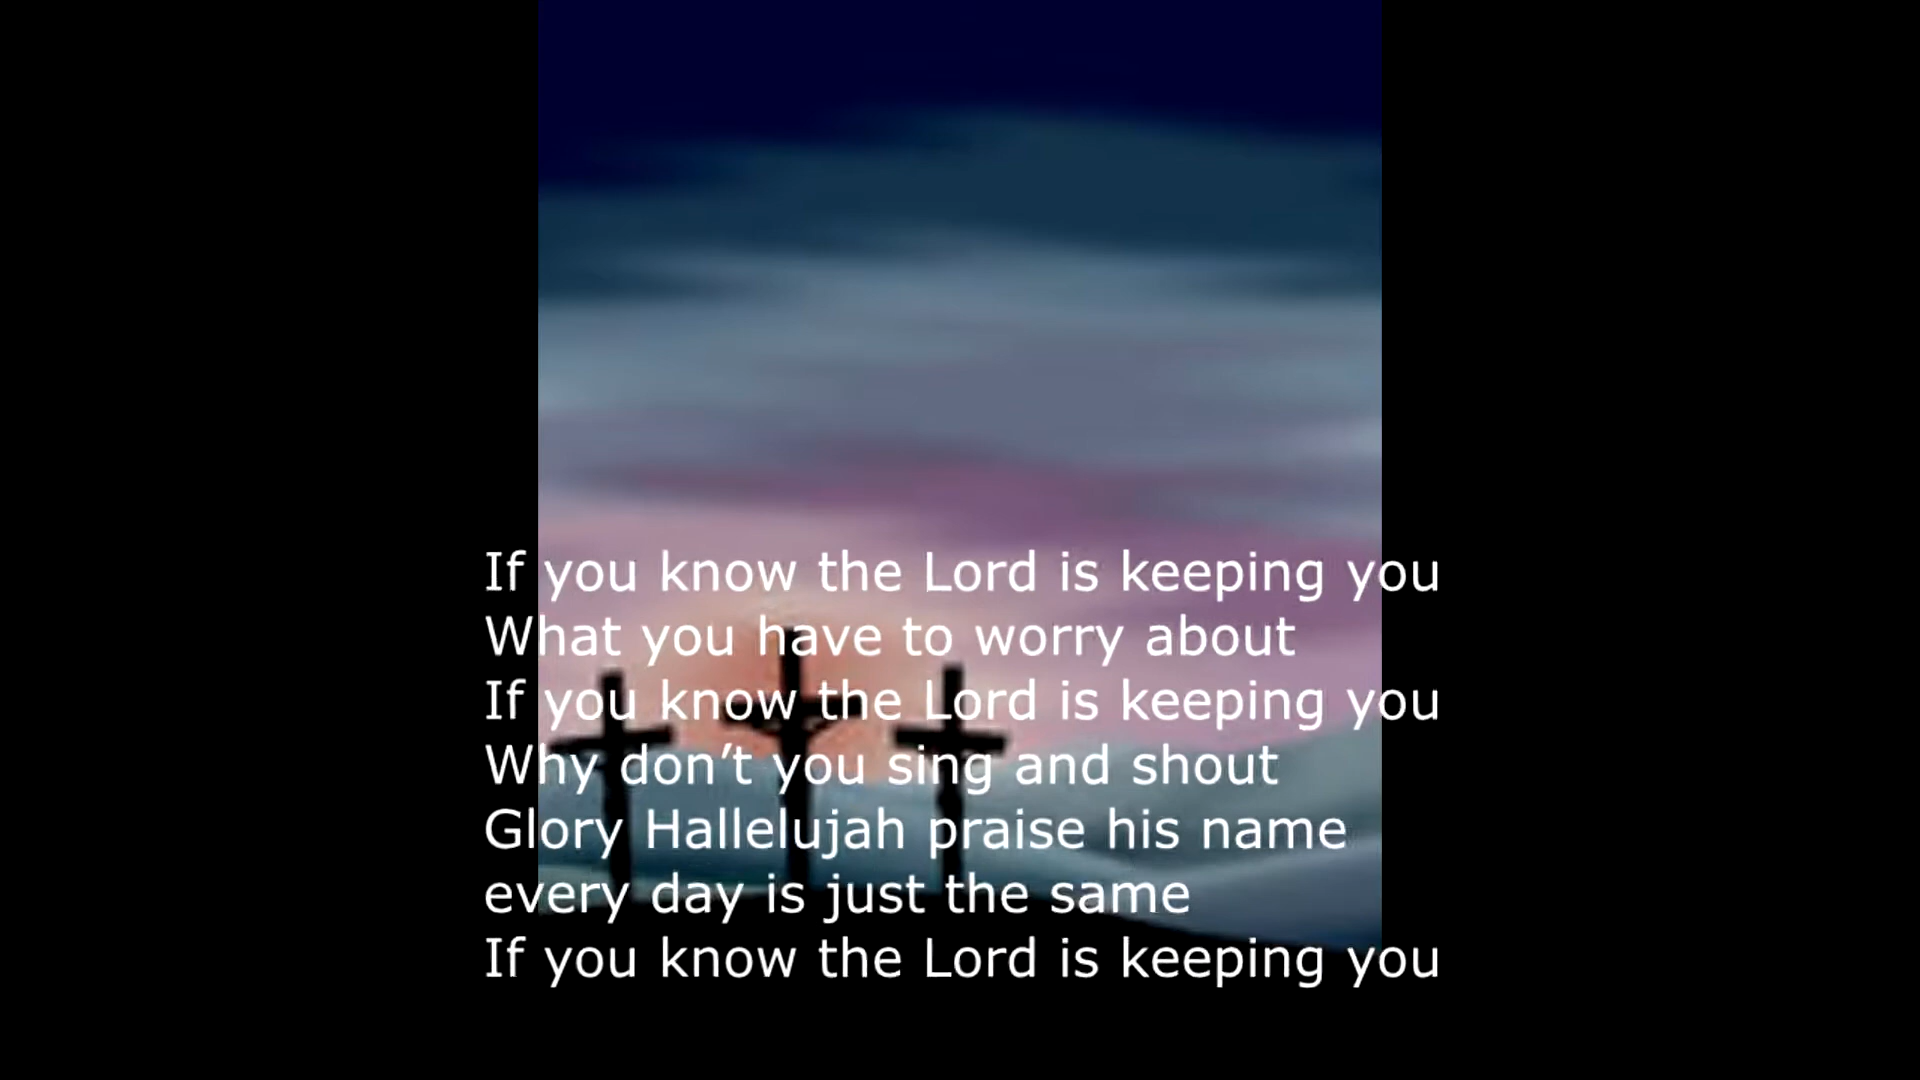 If you know the Lord is keeping you
What you have to worry about
If you know the Lord is keeping you
Why don’t you sing and shout
Glory Hallelujah praise his name
every day is just the same
If you know the Lord is keeping you